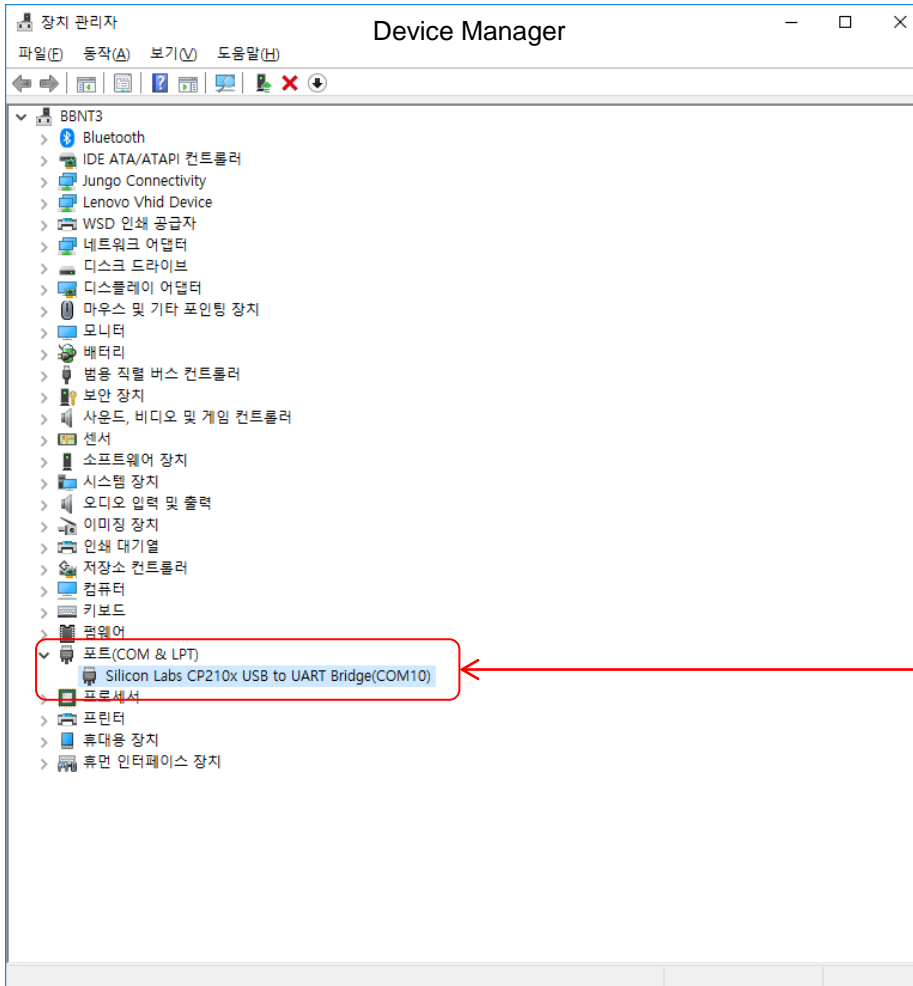 장치 관리자
Device Manager
파일(F) 동작(A) 보기(V) 도움말(H)
BBNT3
Bluetooth
IDE ATA/ATAPI 컨트롤러
Jungo Connectivity
Lenovo Vhid Device
WSD 인쇄 공급자
네트워크 어댑터
디스크 드라이브
디스플레이 어댑터
마우스 및 기타 포인팅 장치
모니터
배터리
범용 직렬 버스 컨트롤러
보안 장치
사운드, 비디오 및 게임 컨트롤러
센서
소프트웨어 장치
시스템 장치
오디오 입력 및 출력
이미징 장치
인쇄 대기열
저장소 컨트롤러
컴퓨터
키보드
펌웨어
포트(COM & LPT)
Silicon Labs CP210x USB to UART Bridge(COM10)
프로세서
프린터
휴대용 장치
휴먼 인터페이스 장치